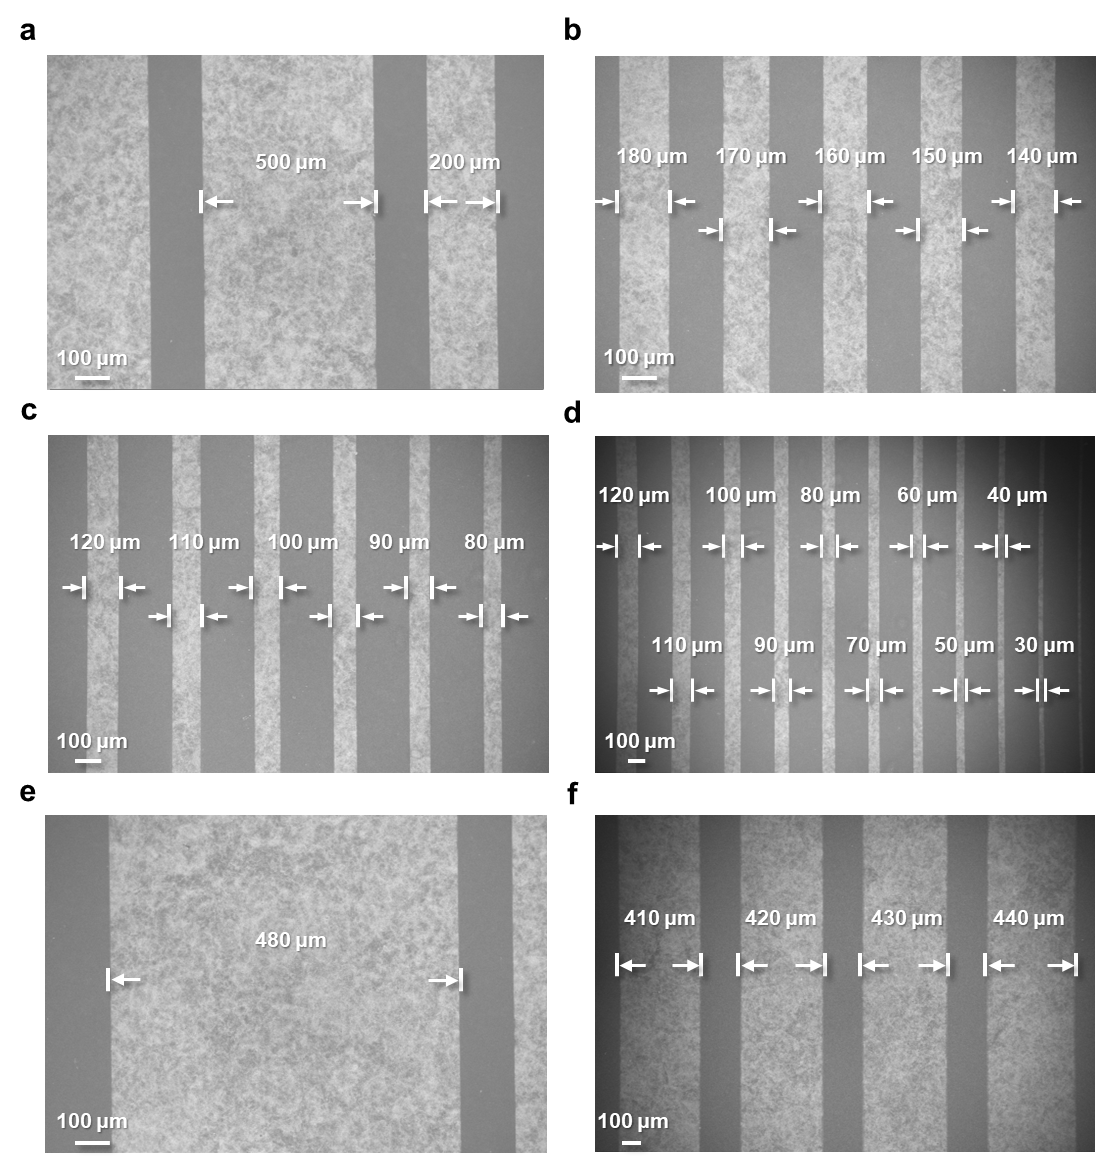 a
500 µm
200 µm
100 µm
b
180 µm
170 µm
160 µm
150 µm
140 µm
100 µm
c
120 µm
110 µm
100 µm
90 µm
80 µm
100 µm
d
120 µm
100 µm
80 µm
60 µm
40 µm
110 µm
90 µm
70 µm
50 µm
30 µm
100 µm
e
480 µm
100 µm
f
410 µm
420 µm
430 µm
440 µm
100 µm